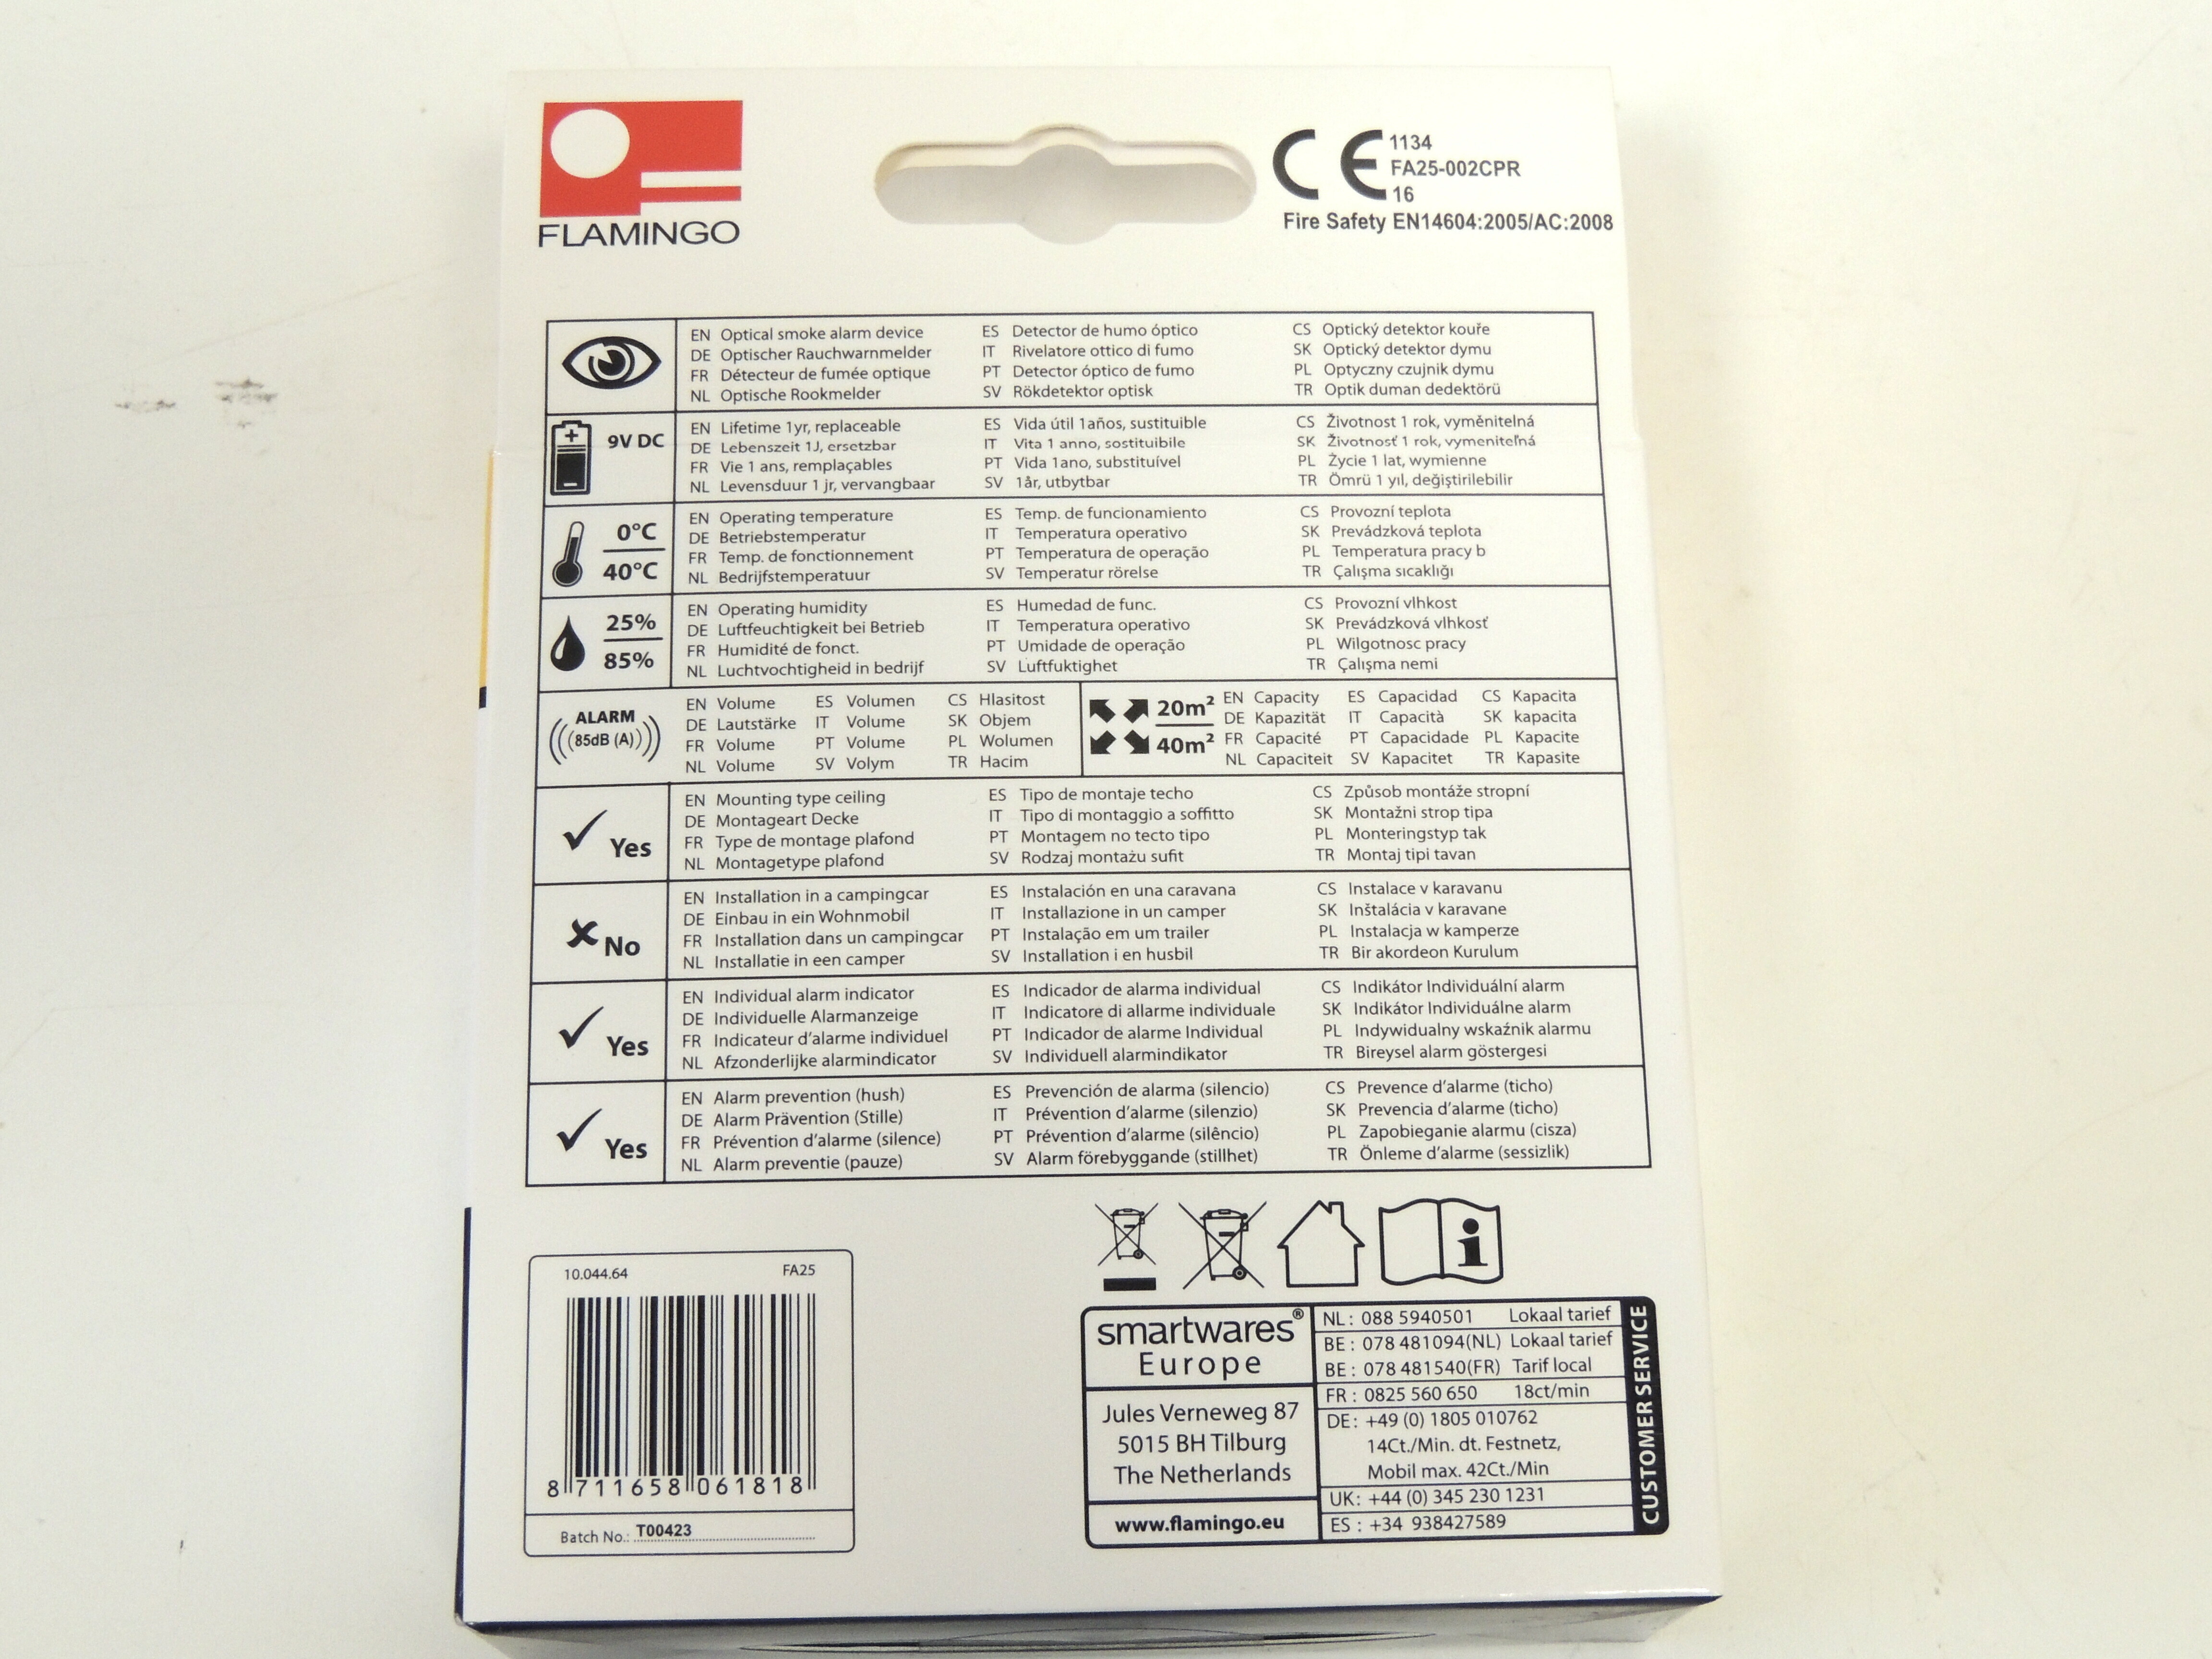 FLAMINGO
CE 1134
FA25-002CPR
16
Fire Safety EN14604:2005/AC:2008
EN Optical smoke alarm device
DE Optischer Rauchwarnmelder
FR Détecteur de fumée optique
NL Optische Rookmelder
ES Detector de humo óptico
IT Rivelatore ottico di fumo
PT Detector óptico de fumo
SV Rökdetektor optisk
CS Optický detektor kouře
SK Optický detektor dymu
PL Optyczny czujnik dymu
TR Optik duman dedektörü
9V DC
EN Lifetime 1yr, replaceable
DE Lebenszeit 1J, ersetzbar
FR Vie 1 ans, remplaçables
NL Levensduur 1 jr, vervangbaar
ES Vida útil 1años, sustituible
IT Vita 1 anno, sostituibile
PT Vida 1ano, substituível
SV 1år, utbytbar
CS Životnost 1 rok, vyměnitelná
SK Životnosť 1 rok, vymeniteľná
PL Życie 1 lat, wymienne
TR Ömrü 1 yıl, değiştirilebilir
0°C
40°C
EN Operating temperature
DE Betriebstemperatur
FR Temp. de fonctionnement
NL Bedrijfstemperatuur
ES Temp. de funcionamiento
IT Temperatura operativo
PT Temperatura de operação
SV Temperatur rörelse
CS Provozní teplota
SK Prevádzková teplota
PL Temperatura pracy b
TR Çalışma sıcaklığı
25%
85%
EN Operating humidity
DE Luftfeuchtigkeit bei Betrieb
FR Humidité de fonct.
NL Luchtvochtigheid in bedrijf
ES Humedad de func.
IT Temperatura operativo
PT Umidade de operação
SV Luftfuktighet
CS Provozní vlhkost
SK Prevádzková vlhkosť
PL Wilgotnosc pracy
TR Çalışma nemi
ALARM
85dB (A)
EN Volume
DE Lautstärke
FR Volume
NL Volume
ES Volumen
IT Volume
PT Volume
SV Volym
CS Hlasitost
SK Objem
PL Wolumen
TR Hacim
20m²
40m²
EN Capacity
DE Kapazität
FR Capacité
NL Capaciteit
ES Capacidad
IT Capacità
PT Capacidade
SV Kapacitet
CS Kapacita
SK kapacita
PL Kapacite
TR Kapasite
Yes
EN Mounting type ceiling
DE Montageart Decke
FR Type de montage plafond
NL Montagetype plafond
ES Tipo de montaje techo
IT Tipo di montaggio a soffitto
PT Montagem no tecto tipo
SV Rodzaj montażu sufit
CS Způsob montáže stropní
SK Montažni strop tipa
PL Monteringstyp tak
TR Montaj tipi tavan
No
EN Installation in a campingcar
DE Einbau in ein Wohnmobil
FR Installation dans un campingcar
NL Installatie in een camper
ES Instalación en una caravana
IT Installazione in un camper
PT Instalação em um trailer
SV Installation i en husbil
CS Instalace v karavanu
SK Inštalácia v karavane
PL Instalacja w kamperze
TR Bir akordeon Kurulum
Yes
EN Individual alarm indicator
DE Individuelle Alarmanzeige
FR Indicateur d'alarme individuel
NL Afzonderlijke alarmindicator
ES Indicador de alarma individual
IT Indicatore di allarme individuale
PT Indicador de alarme Individual
SV Individuell alarmindikator
CS Indikátor Individuální alarm
SK Indikátor Individuálne alarm
PL Indywidualny wskaźnik alarmu
TR Bireysel alarm göstergesi
Yes
EN Alarm prevention (hush)
DE Alarm Prävention (Stille)
FR Prévention d'alarme (silence)
NL Alarm preventie (pauze)
ES Prevención de alarma (silencio)
IT Prévention d'alarme (silenzio)
PT Prévention d'alarme (silêncio)
SV Alarm förebyggande (stillhet)
CS Prevence d'alarme (ticho)
SK Prevencia d'alarme (ticho)
PL Zapobieganie alarmu (cisza)
TR Önleme d'alarme (sessizlik)
10.044.64 FA25
8 711658 061818
Batch No.: T00423
smartwares®
Europe
Jules Verneweg 87
5015 BH Tilburg
The Netherlands
www.flamingo.eu
NL: 088 5940501 Lokaal tarief
BE: 078 481094(NL) Lokaal tarief
BE: 078 481540(FR) Tarif local
FR: 0825 560 650 18ct/min
DE: +49 (0) 1805 010762
14Ct./Min. dt. Festnetz,
Mobil max. 42Ct./Min
UK: +44 (0) 345 230 1231
ES: +34 938427589
CUSTOMER SERVICE